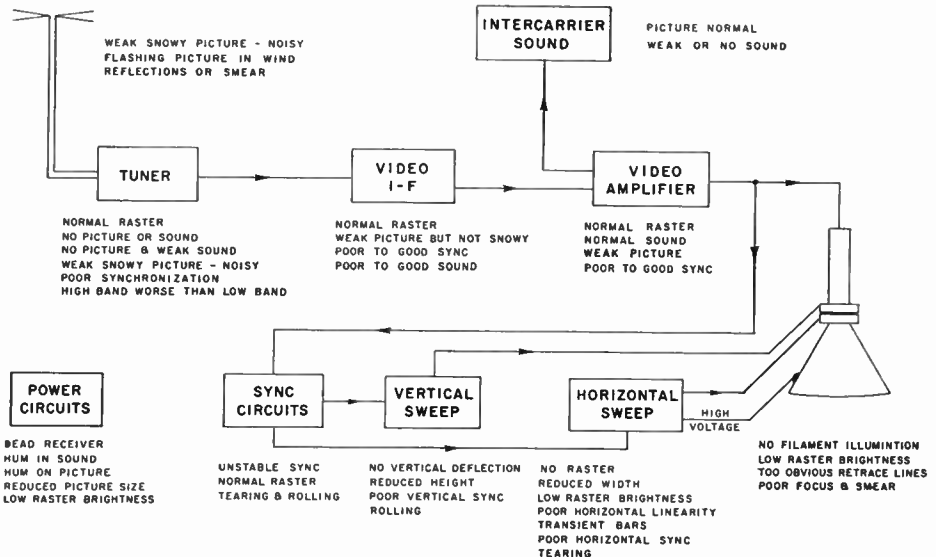 WEAK SNOWY PICTURE - NOISY
FLASHING PICTURE IN WIND
REFLECTIONS OR SMEAR
INTERCARRIER
SOUND
PICTURE NORMAL
WEAK OR NO SOUND
TUNER
NORMAL RASTER
NO PICTURE OR SOUND
NO PICTURE & WEAK SOUND
WEAK SNOWY PICTURE - NOISY
POOR SYNCHRONIZATION
HIGH BAND WORSE THAN LOW BAND
VIDEO
I-F
NORMAL RASTER
WEAK PICTURE BUT NOT SNOWY
POOR TO GOOD SYNC
POOR TO GOOD SOUND
VIDEO
AMPLIFIER
NORMAL RASTER
NORMAL SOUND
WEAK PICTURE
POOR TO GOOD SYNC
POWER
CIRCUITS
DEAD RECEIVER
HUM IN SOUND
HUM ON PICTURE
REDUCED PICTURE SIZE
LOW RASTER BRIGHTNESS
SYNC
CIRCUITS
UNSTABLE SYNC
NORMAL RASTER
TEARING & ROLLING
VERTICAL
SWEEP
NO VERTICAL DEFLECTION
REDUCED HEIGHT
POOR VERTICAL SYNC
ROLLING
HORIZONTAL
SWEEP
HIGH
VOLTAGE
NO RASTER
REDUCED WIDTH
LOW RASTER BRIGHTNESS
POOR HORIZONTAL LINEARITY
TRANSIENT BARS
POOR HORIZONTAL SYNC
TEARING
NO FILAMENT ILLUMINTION
LOW RASTER BRIGHTNESS
TOO OBVIOUS RETRACE LINES
POOR FOCUS & SMEAR